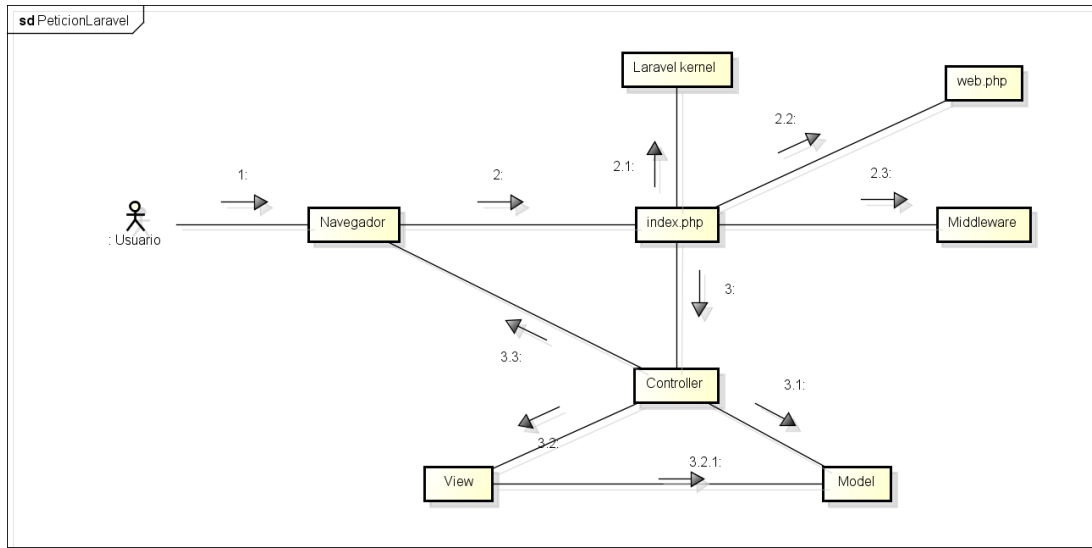 sd PeticionLaravel
Laravel kernel
web.php
2.2:
2.1:
1:
2:
2.3:
: Usuario
Navegador
index.php
Middleware
3:
3.3:
Controller
3.1:
3.2:
3.2.1:
View
Model